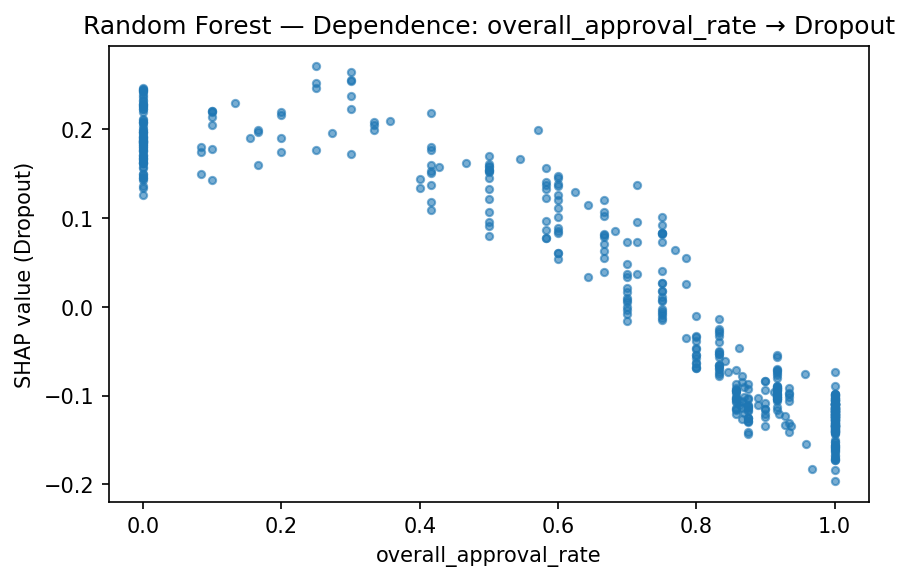 Random Forest — Dependence: overall_approval_rate → Dropout
SHAP value (Dropout)
0.2
0.1
0.0
−0.1
−0.2
0.0 0.2 0.4 0.6 0.8 1.0
overall_approval_rate